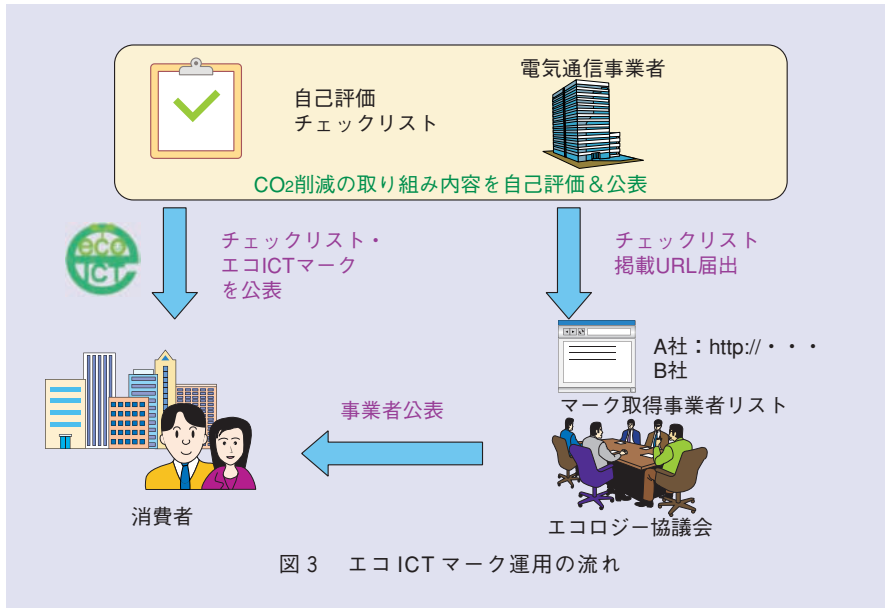 電気通信事業者
自己評価
チェックリスト
CO2削減の取り組み内容を自己評価&公表
eco
ICT
チェックリスト・
エコICTマーク
を公表
チェックリスト
掲載URL届出
A社：http://・・・
B社
マーク取得事業者リスト
事業者公表
消費者
エコロジー協議会
図3 エコICTマーク運用の流れ